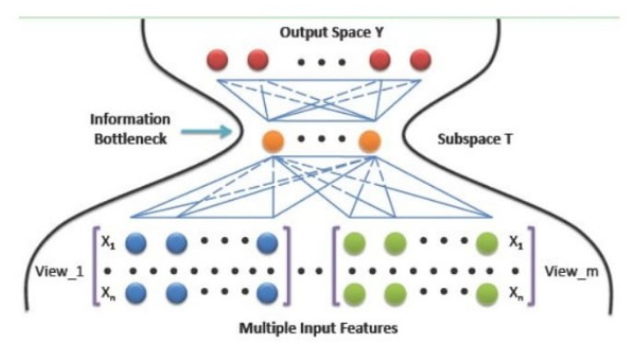 Output Space Y
Information
Bottleneck
Subspace T
X₁
X₁
View_1
View_m
Xₙ
Xₙ
Multiple Input Features